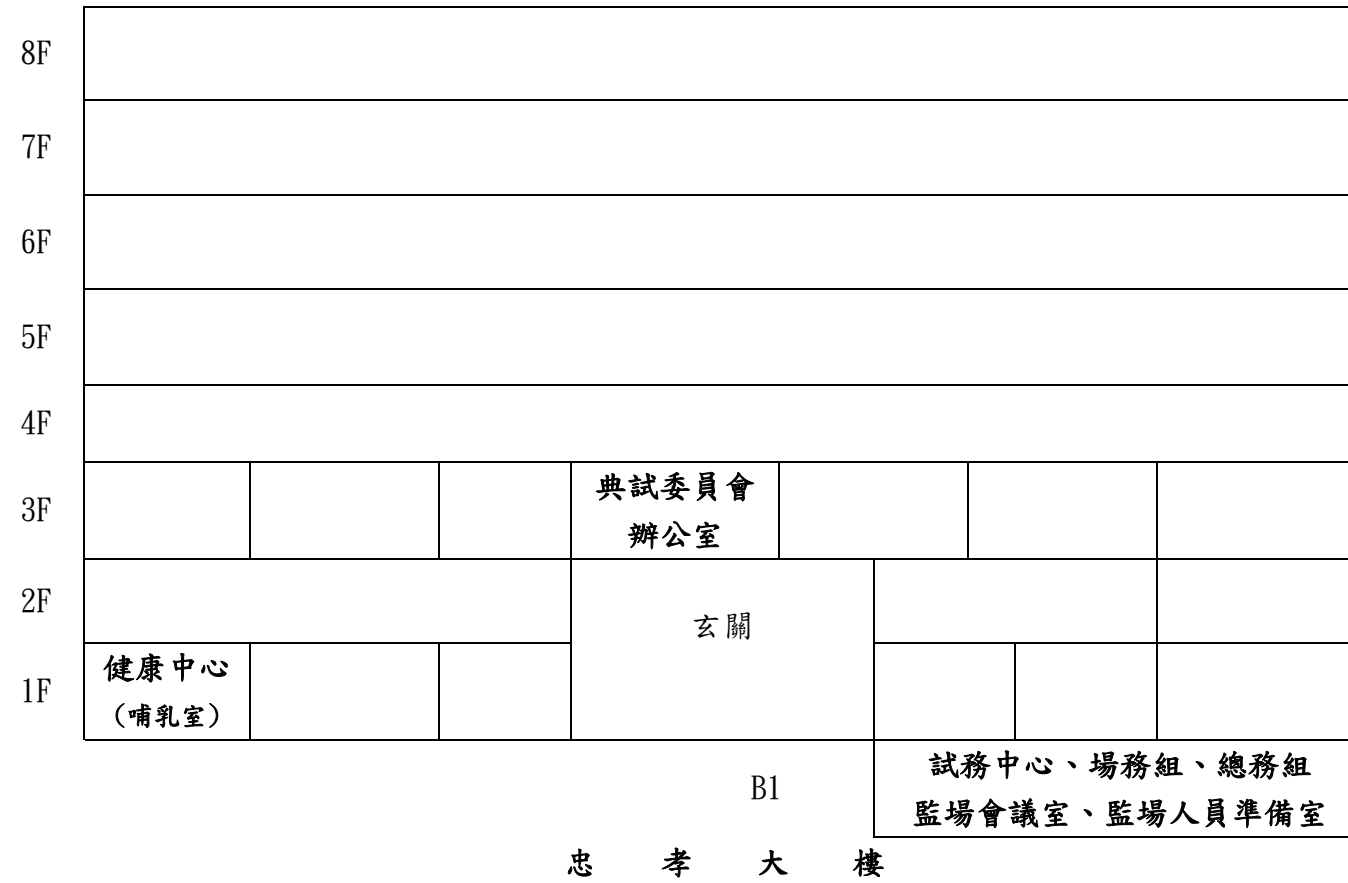 8F
7F
6F
5F
4F
3F
典試委員會
辦公室
2F
玄關
1F
健康中心
（哺乳室）
B1
試務中心、場務組、總務組
監場會議室、監場人員準備室
忠孝大樓